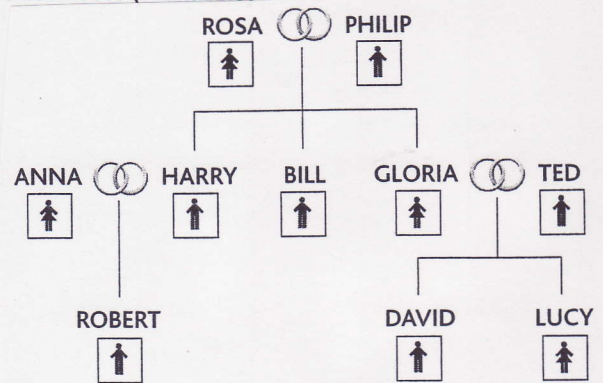 ROSA PHILIP
ANNA HARRY BILL GLORIA TED
ROBERT DAVID LUCY